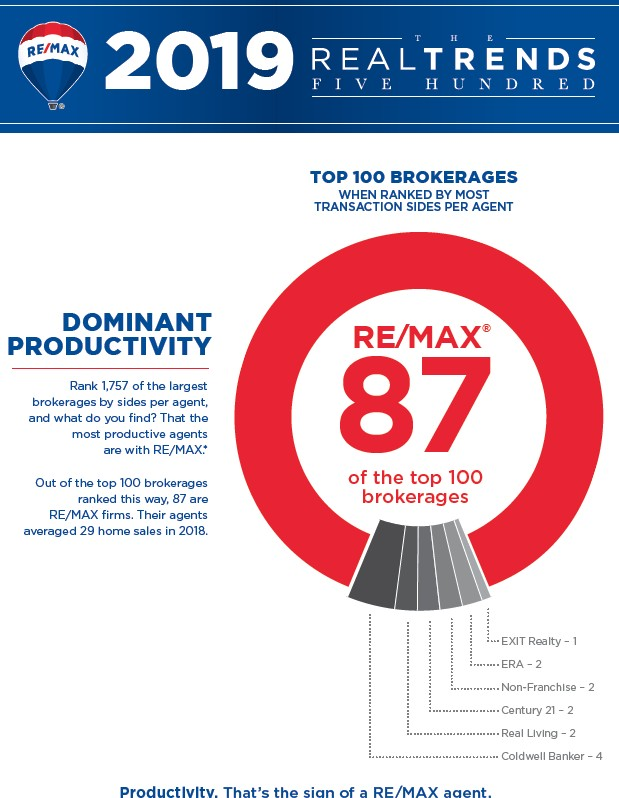 RE/MAX
®
2019
THE
REALTRENDS
FIVE HUNDRED
TOP 100 BROKERAGES
WHEN RANKED BY MOST
TRANSACTION SIDES PER AGENT
DOMINANT
PRODUCTIVITY
Rank 1,757 of the largest
brokerages by sides per agent,
and what do you find? That the
most productive agents
are with RE/MAX.*
Out of the top 100 brokerages
ranked this way, 87 are
RE/MAX firms. Their agents
averaged 29 home sales in 2018.
RE/MAX®
87
of the top 100
brokerages
EXIT Realty – 1
ERA – 2
Non-Franchise – 2
Century 21 – 2
Real Living – 2
Coldwell Banker – 4
Productivity. That's the sign of a RE/MAX agent.